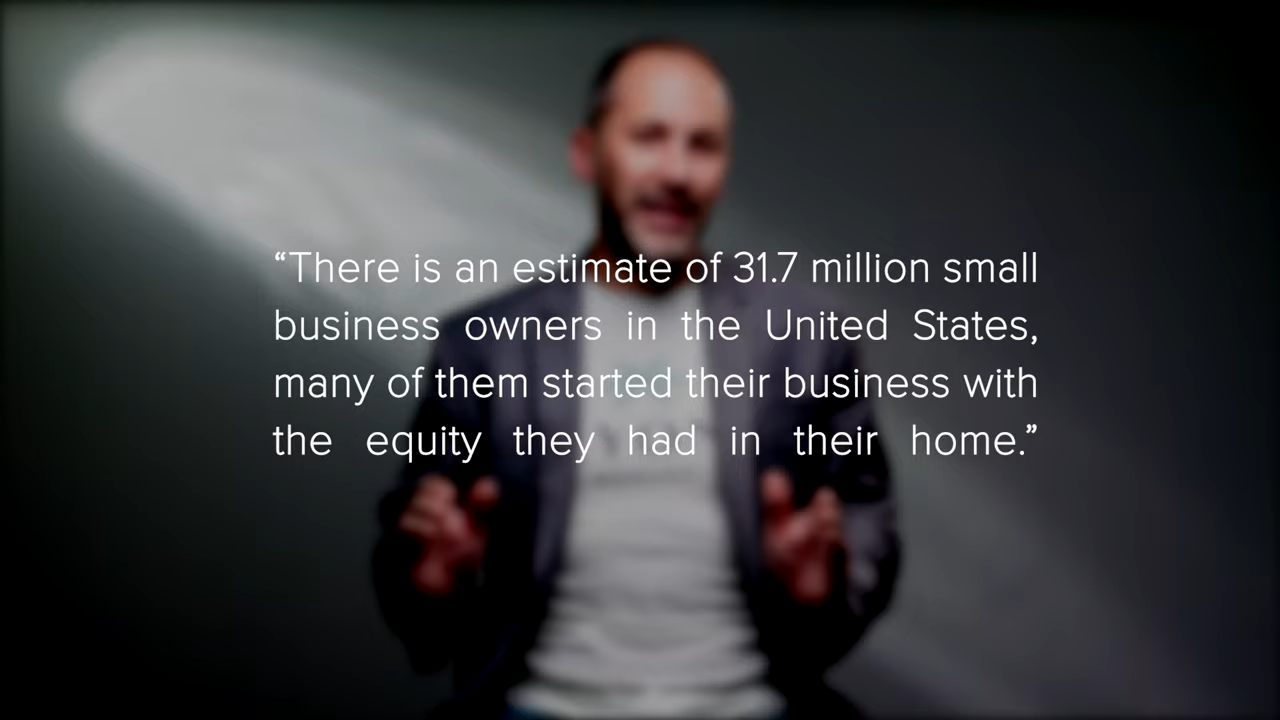 “There is an estimate of 31.7 million small
business owners in the United States,
many of them started their business with
the equity they had in their home.”